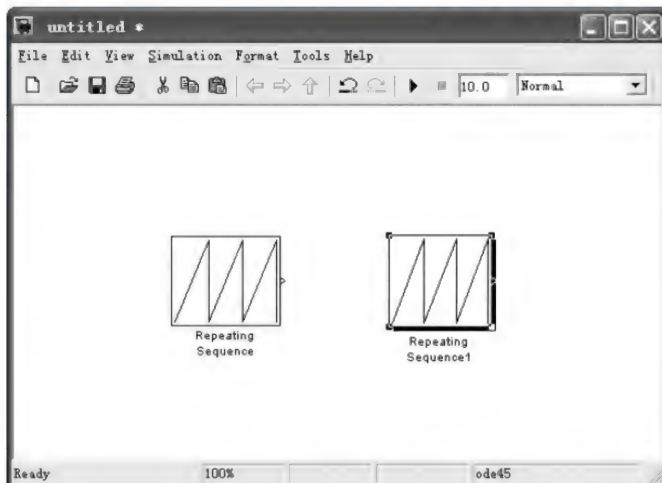 untitled *
File Edit View Simulation Format Tools Help
10.0 Normal
Repeating
Sequence
Repeating
Sequence1
Ready 100% ode45